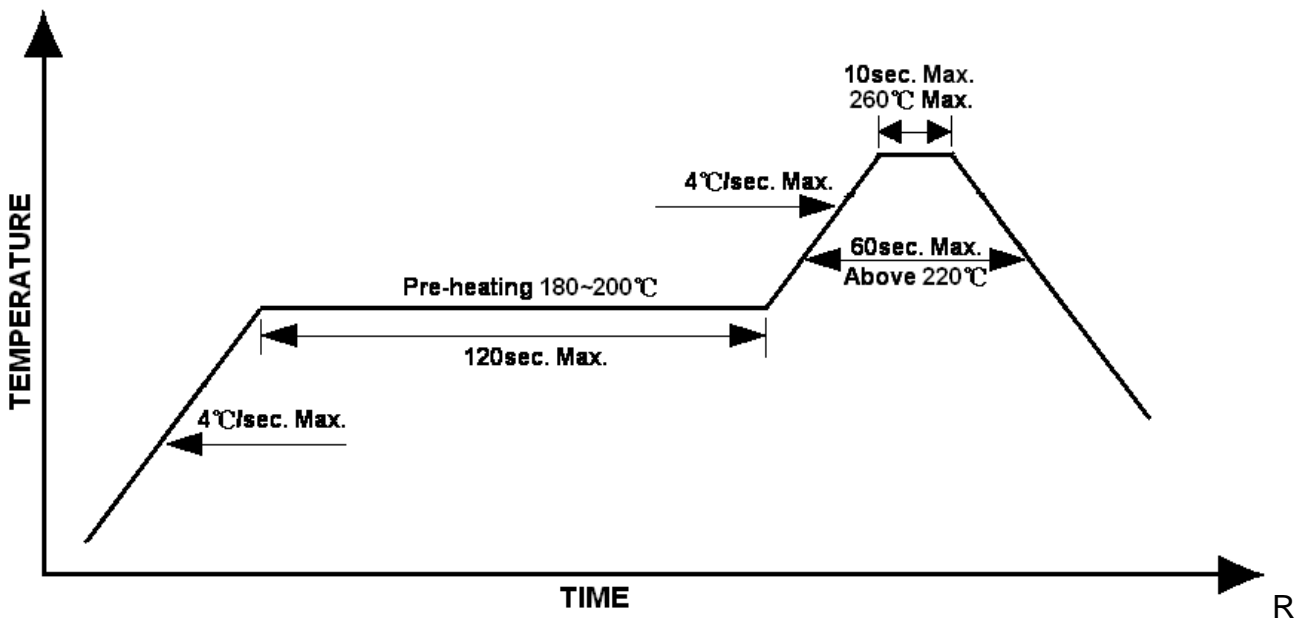 10sec. Max.
260℃ Max.
4℃/sec. Max.
60sec. Max.
Above 220℃
Pre-heating 180~200℃
120sec. Max.
4℃/sec. Max.
TEMPERATURE
TIME
R